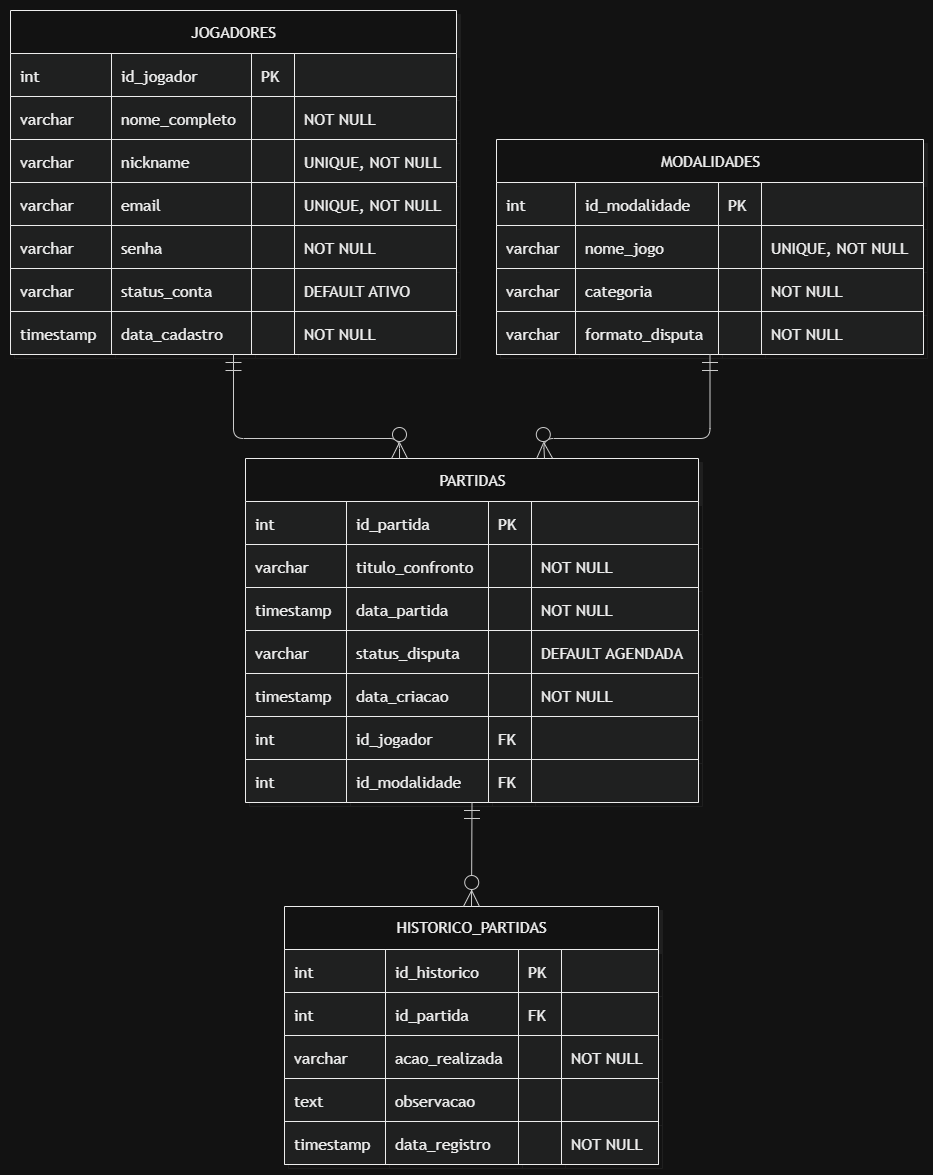 JOGADORES
int id_jogador PK
varchar nome_completo NOT NULL
varchar nickname UNIQUE, NOT NULL
varchar email UNIQUE, NOT NULL
varchar senha NOT NULL
varchar status_conta DEFAULT ATIVO
timestamp data_cadastro NOT NULL
MODALIDADES
int id_modalidade PK
varchar nome_jogo UNIQUE, NOT NULL
varchar categoria NOT NULL
varchar formato_disputa NOT NULL
PARTIDAS
int id_partida PK
varchar titulo_confronto NOT NULL
timestamp data_partida NOT NULL
varchar status_disputa DEFAULT AGENDADA
timestamp data_criacao NOT NULL
int id_jogador FK
int id_modalidade FK
HISTORICO_PARTIDAS
int id_historico PK
int id_partida FK
varchar acao_realizada NOT NULL
text observacao
timestamp data_registro NOT NULL